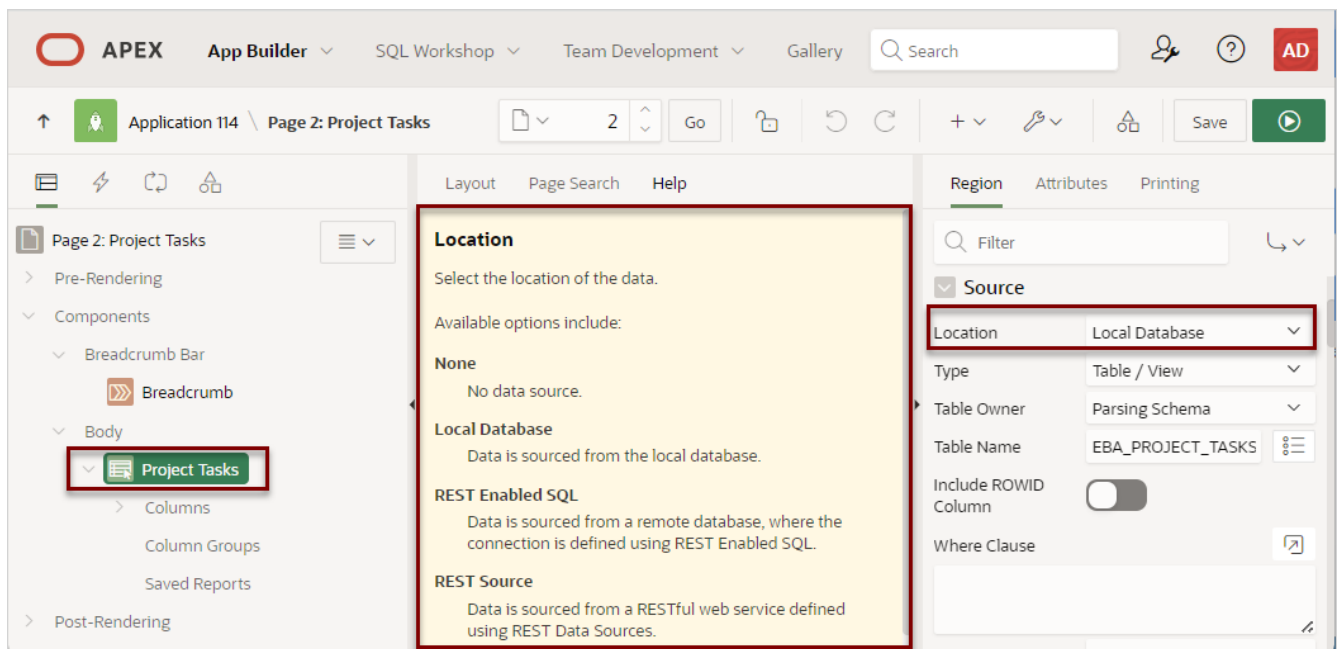 APEX App Builder SQL Workshop Team Development Gallery Search AD
Application 114 \ Page 2: Project Tasks 2 Go Save
Layout Page Search Help
Region Attributes Printing
Page 2: Project Tasks
Pre-Rendering
Components
Breadcrumb Bar
Breadcrumb
Body
Project Tasks
Columns
Column Groups
Saved Reports
Post-Rendering
Location
Select the location of the data.
Available options include:
None
No data source.
Local Database
Data is sourced from the local database.
REST Enabled SQL
Data is sourced from a remote database, where the
connection is defined using REST Enabled SQL.
REST Source
Data is sourced from a RESTful web service defined
using REST Data Sources.
Filter
Source
Location Local Database
Type Table / View
Table Owner Parsing Schema
Table Name EBA_PROJECT_TASKS
Include ROWID
Column
Where Clause